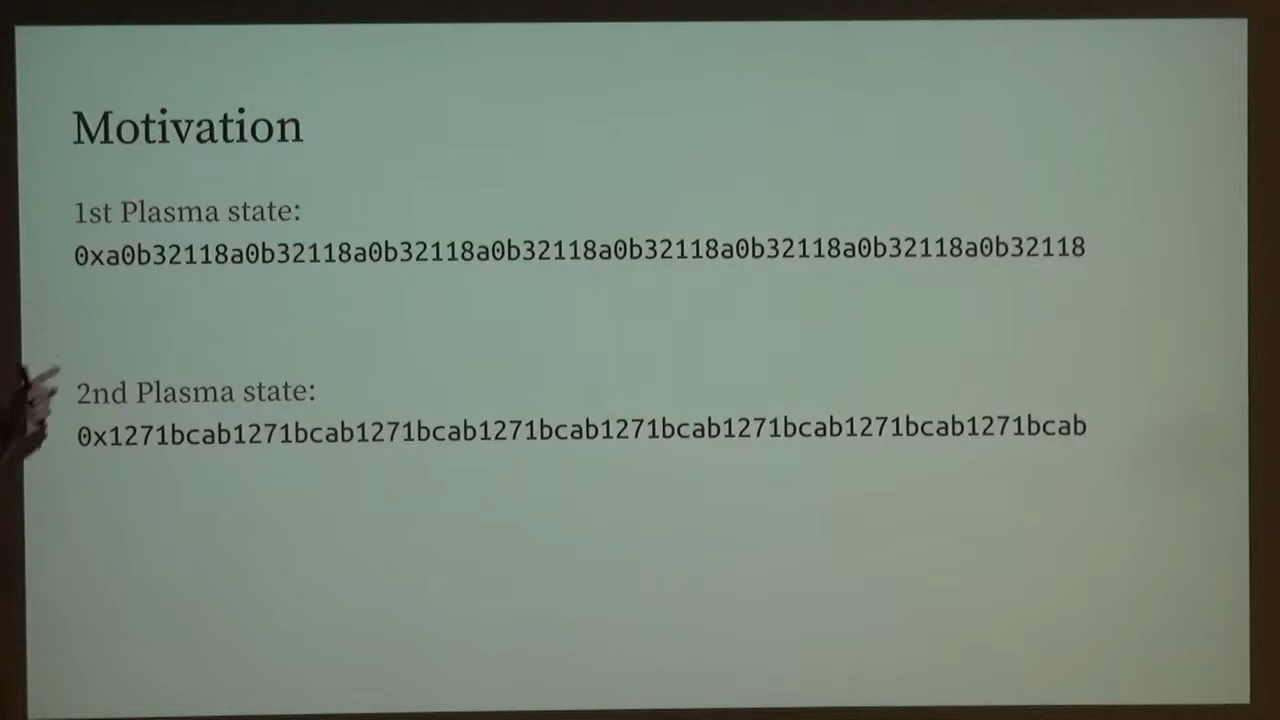 Motivation
1st Plasma state:
0xa0b32118a0b32118a0b32118a0b32118a0b32118a0b32118a0b32118a0b32118
2nd Plasma state:
0x1271bcab1271bcab1271bcab1271bcab1271bcab1271bcab1271bcab1271bcab